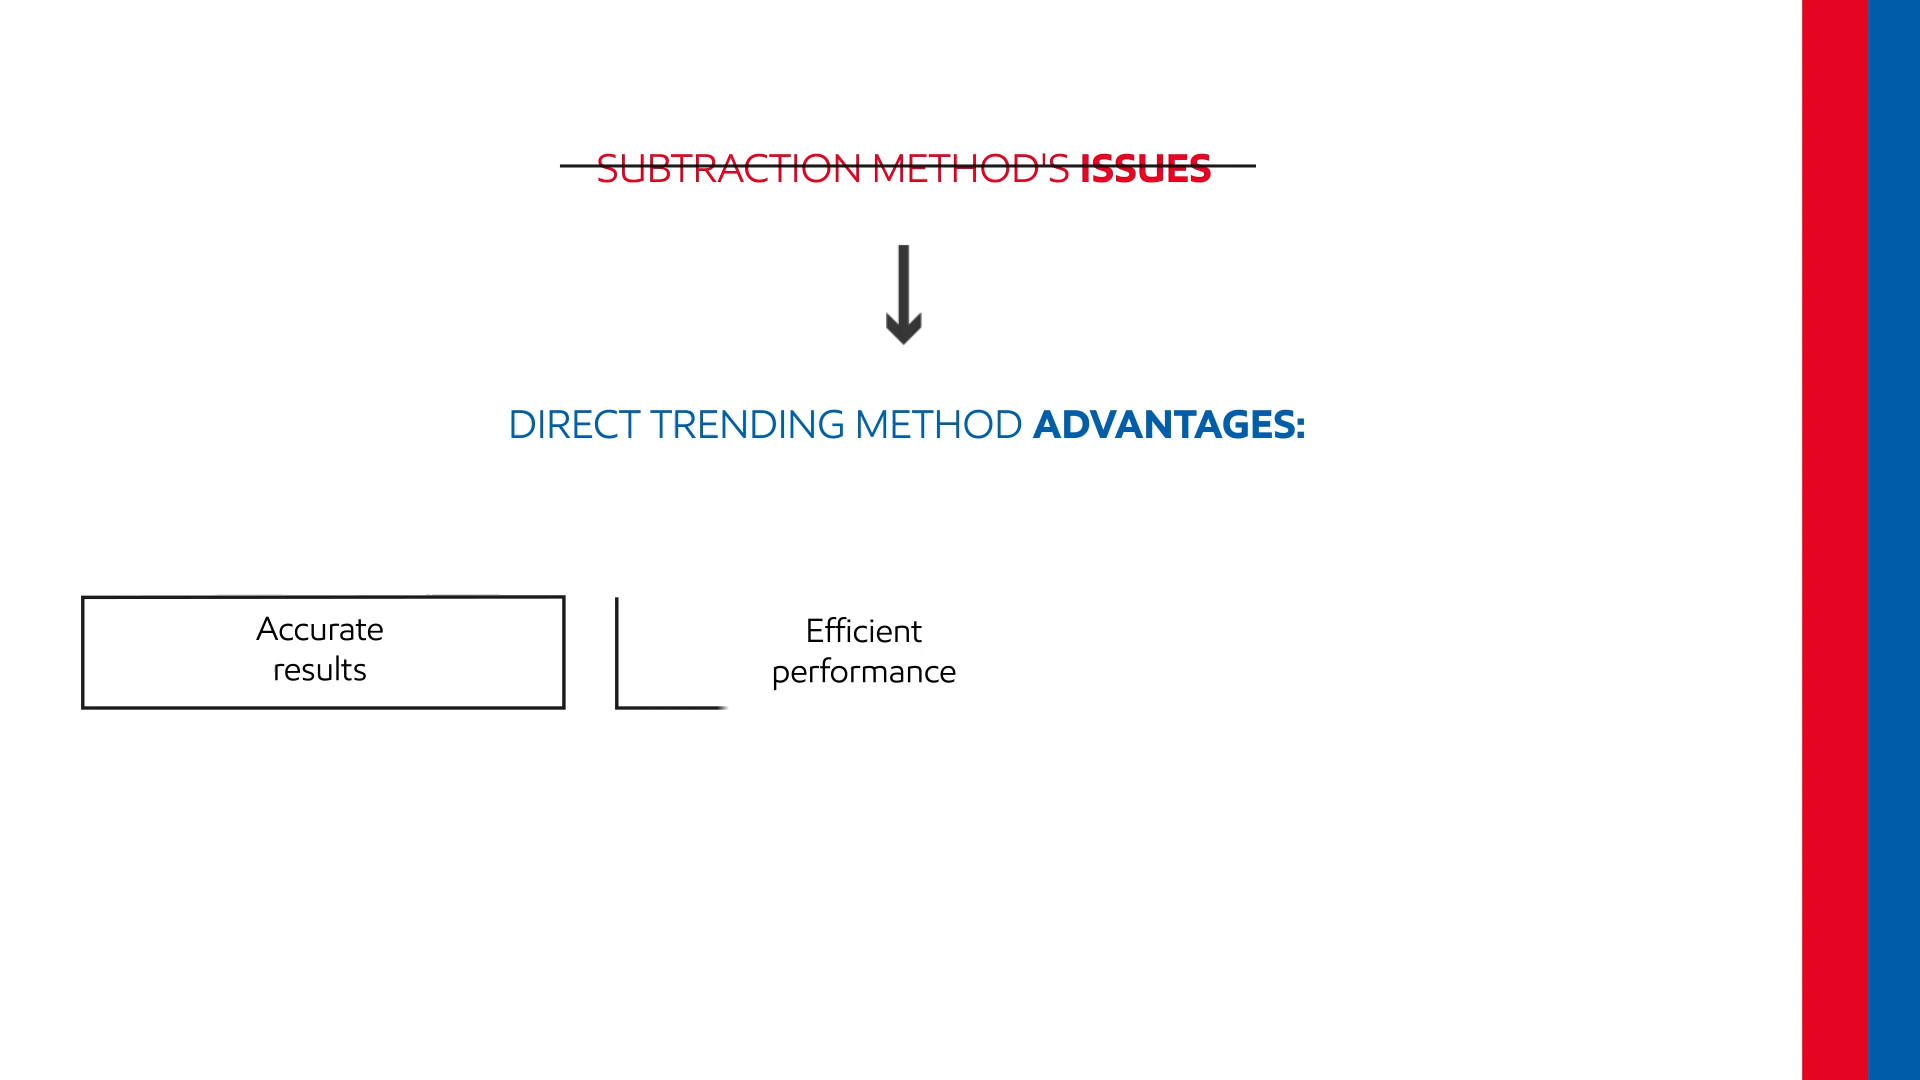 SUBTRACTION METHOD'S ISSUES
DIRECT TRENDING METHOD ADVANTAGES:
Accurate
results
Efficient
performance